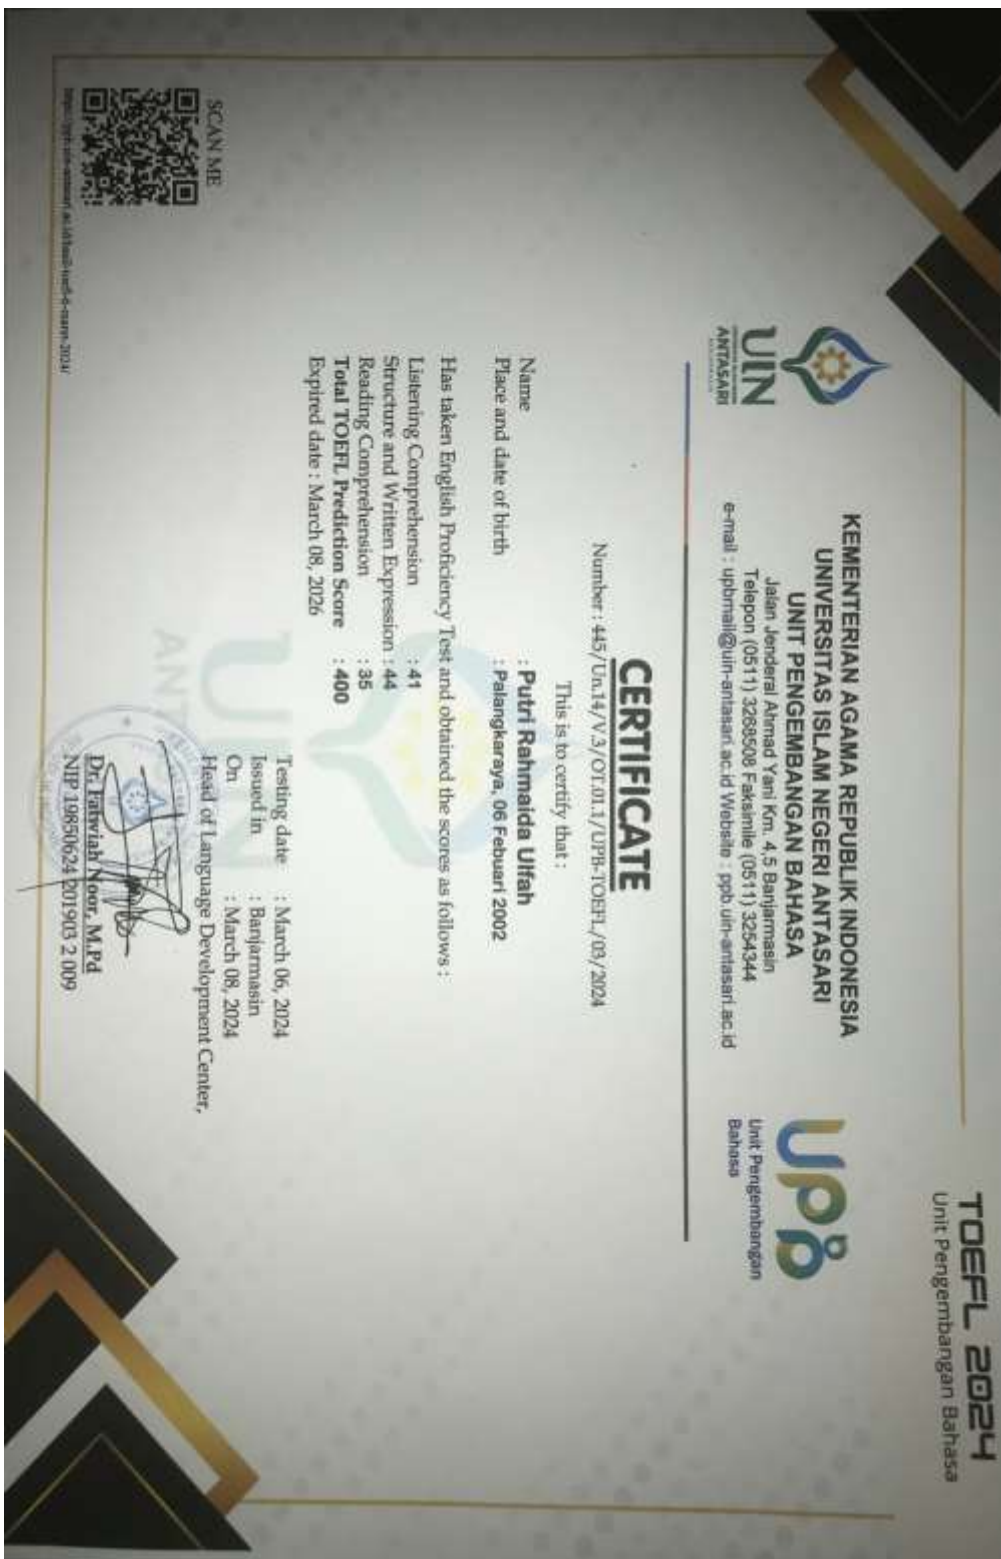 TOEFL 2024
Unit Pengembangan Bahasa
UIN
ANTASARI
KEMENTERIAN AGAMA REPUBLIK INDONESIA
UNIVERSITAS ISLAM NEGERI ANTASARI
UNIT PENGEMBANGAN BAHASA
Jalan Jenderal Ahmad Yani Km. 4,5 Banjarmasin
Telepon (0511) 3268508 Faksimile (0511) 3254344
e-mail : upbmail@uin-antasari.ac.id Website : ppb.uin-antasari.ac.id
UPB
Unit Pengembangan
Bahasa
CERTIFICATE
Number : 445/Un.14/V.3/OT.01.1/UPB-TOEFL/03/2024
This is to certify that :
Name : Putri Rahmaida Ulfah
Place and date of birth : Palangkaraya, 06 Febuari 2002
Has taken English Proficiency Test and obtained the scores as follows :
Listening Comprehension : 41
Structure and Written Expression : 44
Reading Comprehension : 35
Total TOEFL Prediction Score : 400
Expired date : March 08, 2026
Testing date : March 06, 2024
Issued in : Banjarmasin
On : March 08, 2024
Head of Language Development Center,
Dr. Fahwiah Noor, M.Pd
NIP 19850624 201903 2 009
SCAN ME
UIN